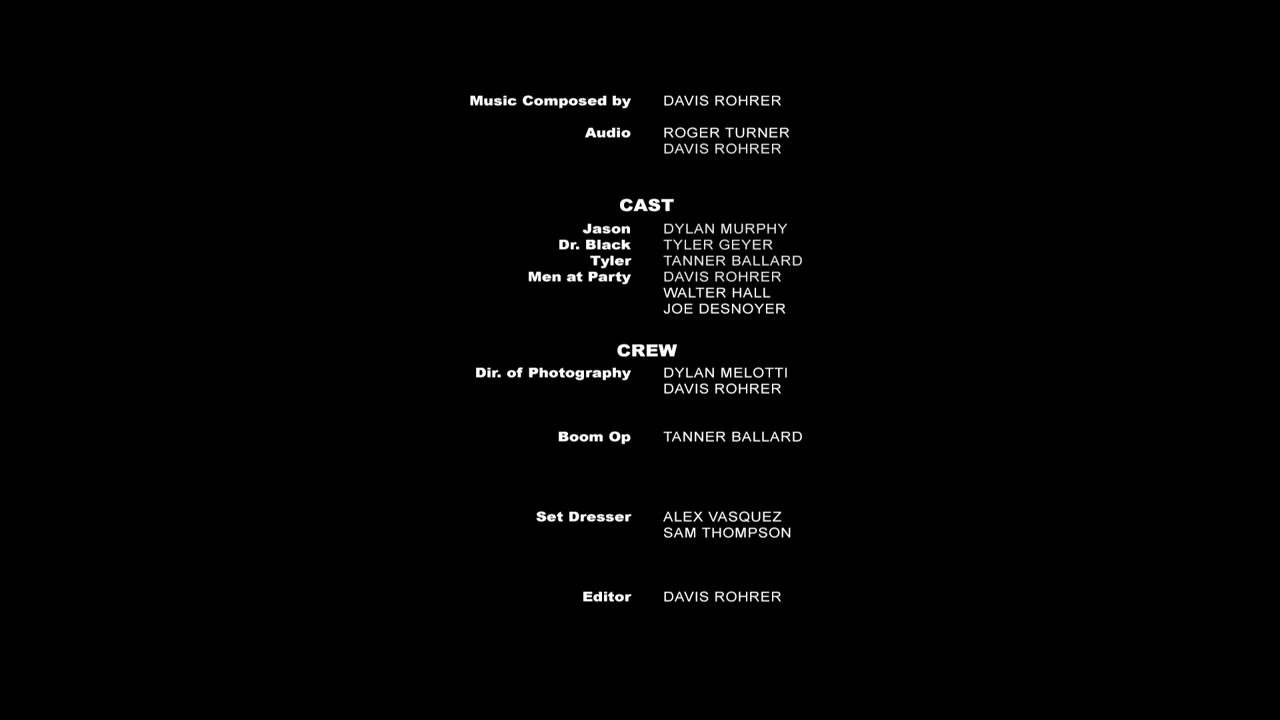 Music Composed by DAVIS ROHRER
Audio ROGER TURNER
DAVIS ROHRER
CAST
Jason DYLAN MURPHY
Dr. Black TYLER GEYER
Tyler TANNER BALLARD
Men at Party DAVIS ROHRER
WALTER HALL
JOE DESNOYER
CREW
Dir. of Photography DYLAN MELOTTI
DAVIS ROHRER
Boom Op TANNER BALLARD
Set Dresser ALEX VASQUEZ
SAM THOMPSON
Editor DAVIS ROHRER